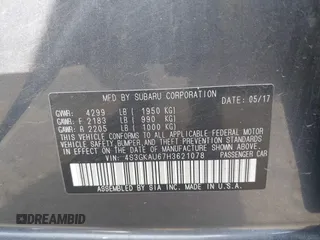 MFD BY SUBARU CORPORATION DATE: 05/17
GVWR: 4299 LB ( 1950 KG)
GAWR: F 2183 LB ( 990 KG)
GAWR: R 2205 LB ( 1000 KG)
THIS VEHICLE CONFORMS TO ALL APPLICABLE FEDERAL MOTOR
VEHICLE SAFETY, BUMPER, AND THEFT PREVENTION
STANDARDS IN EFFECT ON THE DATE OF
MANUFACTURE SHOWN ABOVE.
VIN: 4S3GKAU67H3621078 PASSENGER CAR
ASSEMBLED BY SIA INC. MADE IN U.S.A.
DREAMBID